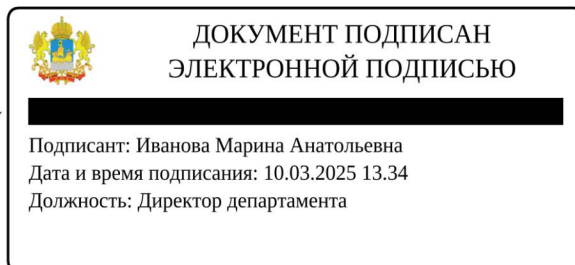 ДОКУМЕНТ ПОДПИСАН
ЭЛЕКТРОННОЙ ПОДПИСЬЮ
Подписант: Иванова Марина Анатольевна
Дата и время подписания: 10.03.2025 13.34
Должность: Директор департамента